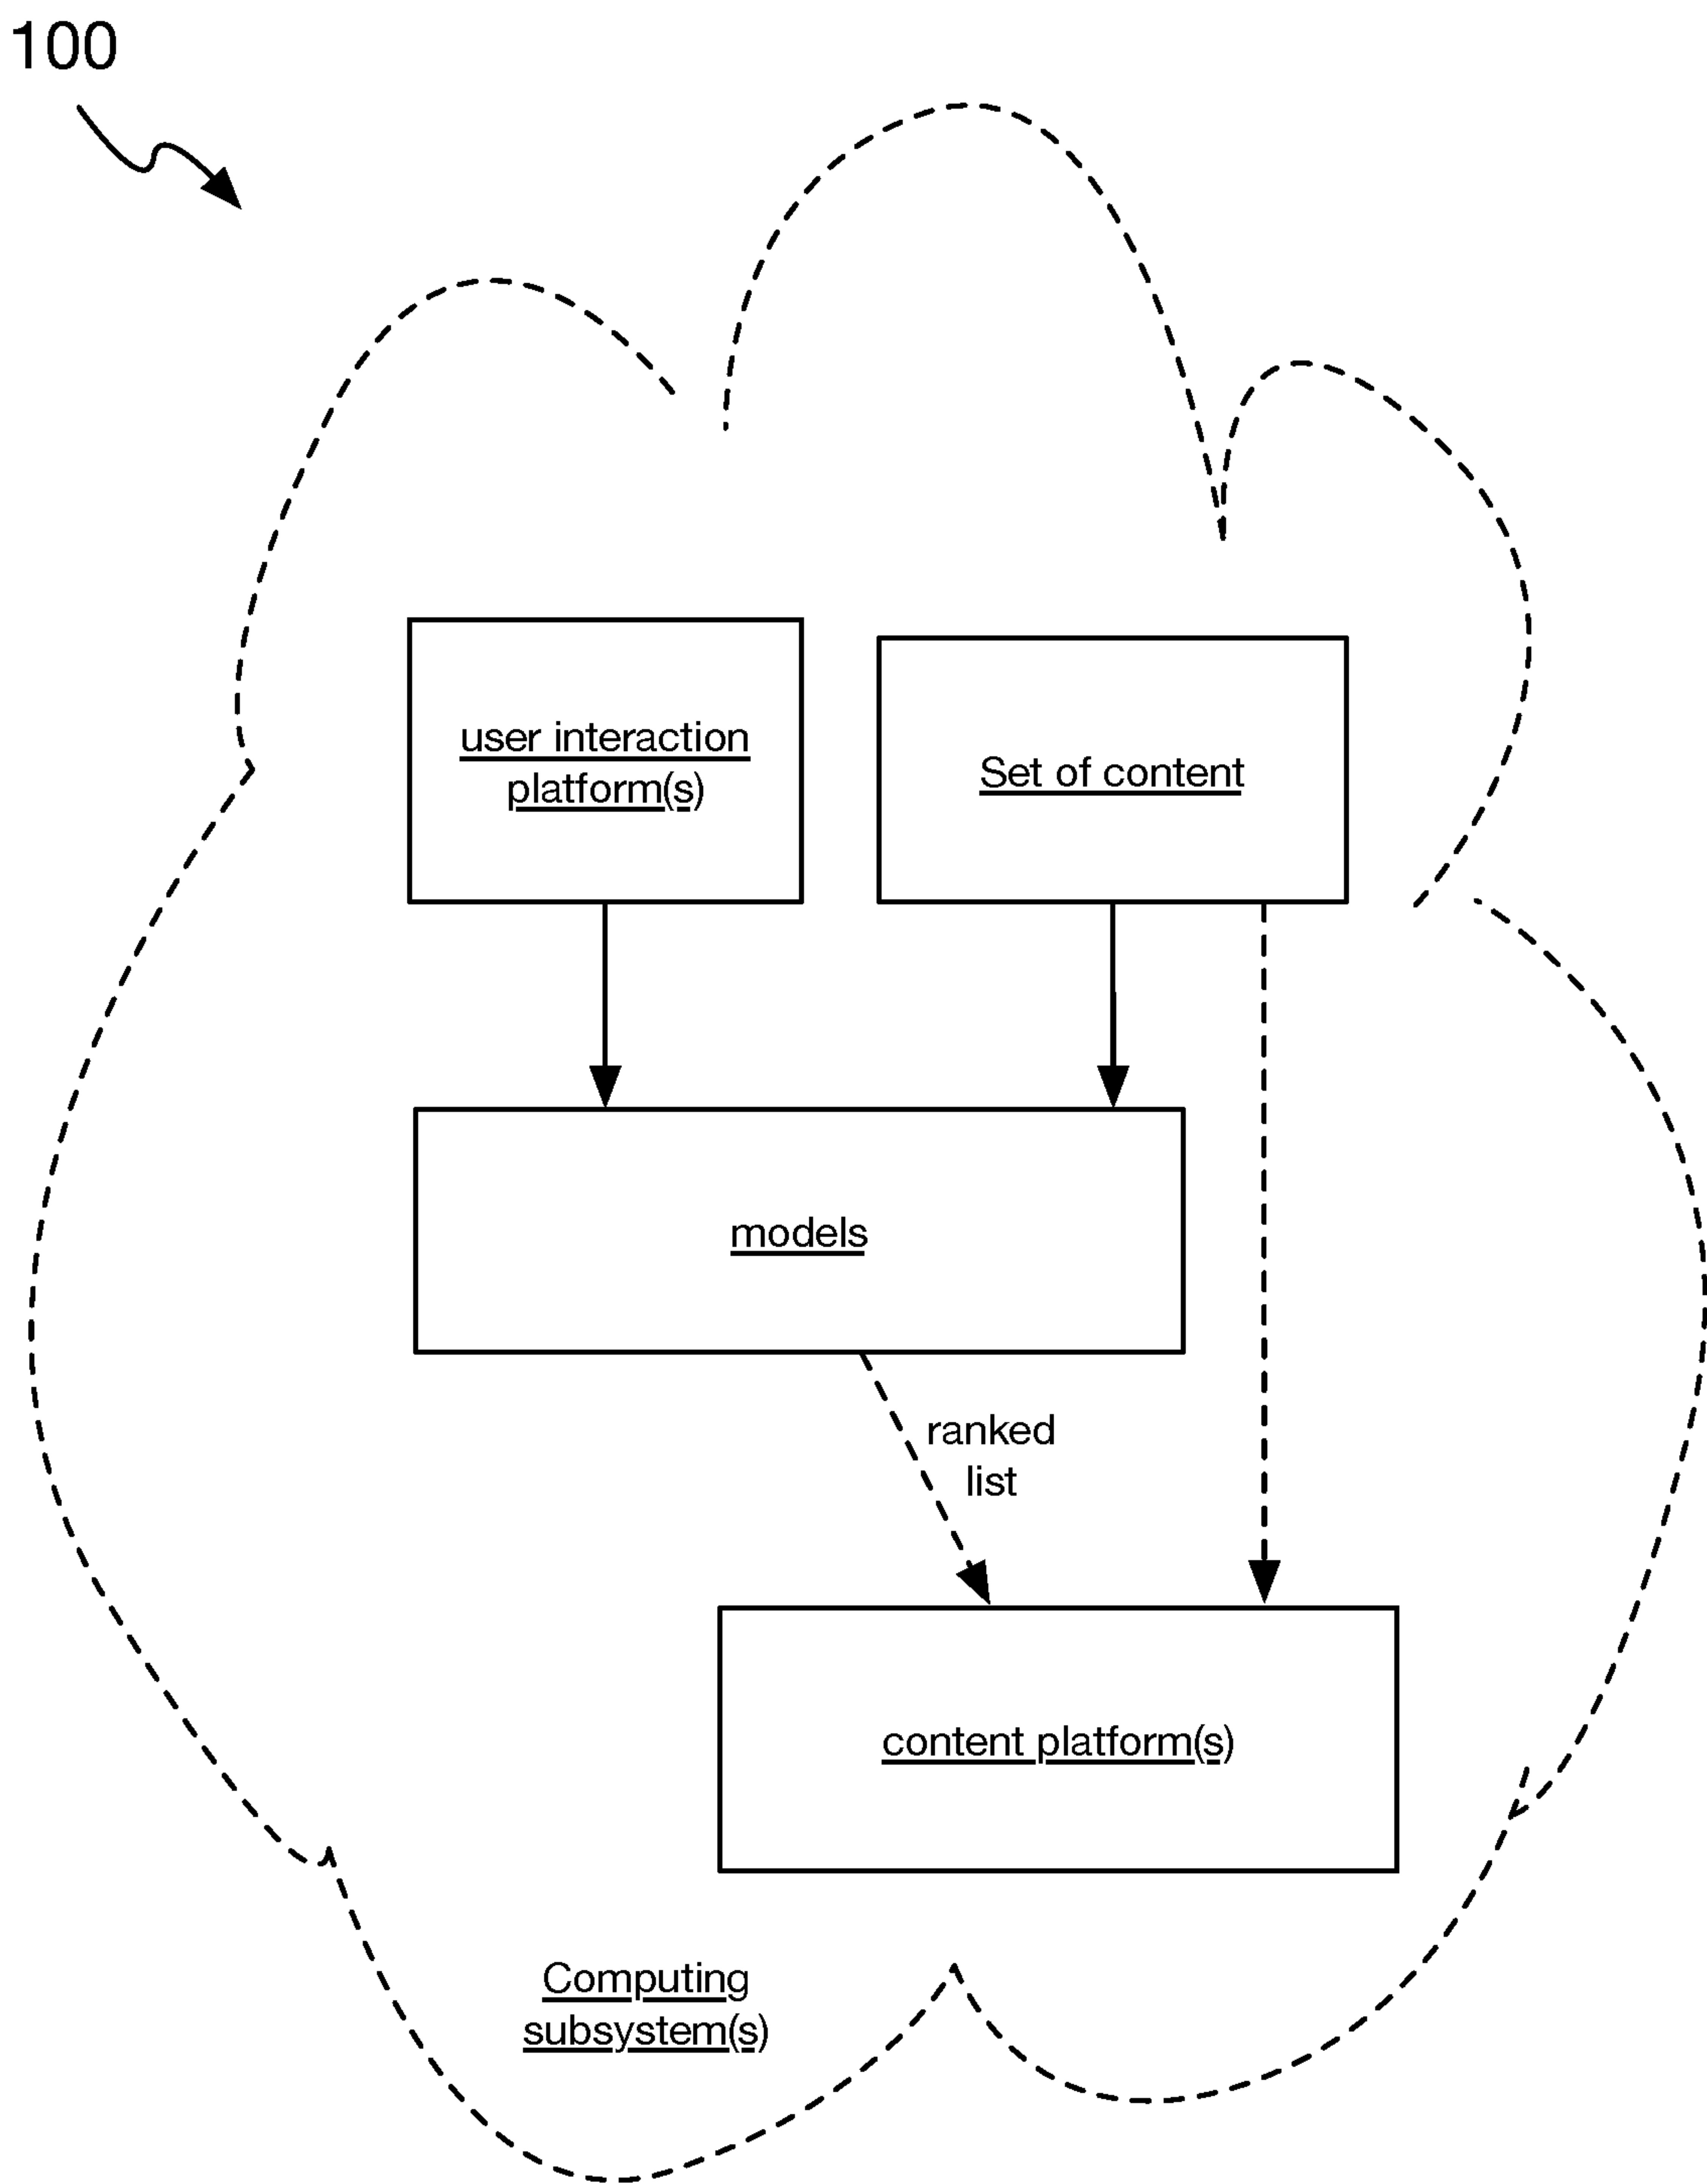 100
user interaction
platform(s)
Set of content
models
ranked
list
content platform(s)
Computing
subsystem(s)